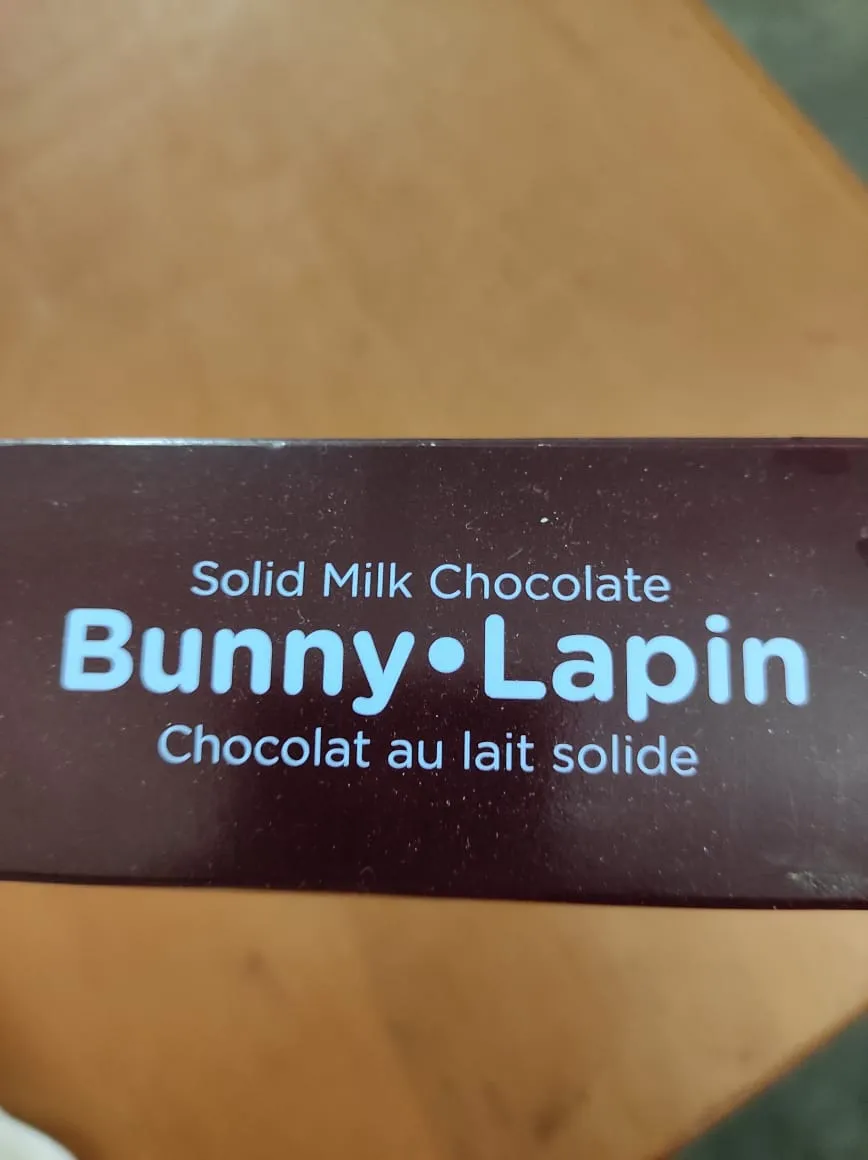 Solid Milk Chocolate
Bunny•Lapin
Chocolat au lait solide